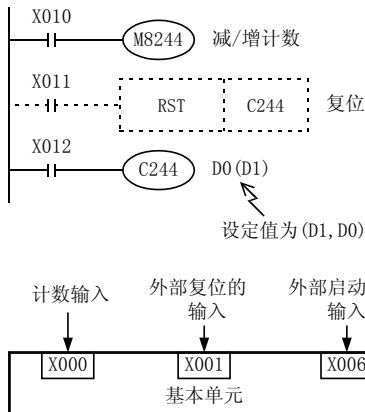 X010
M8244 减/增计数
X011
RST C244 复位
X012
C244 D0(D1)
设定值为(D1,D0)
计数输入 外部复位的 外部启动
输入 输入
X000 X001 X006
基本单元